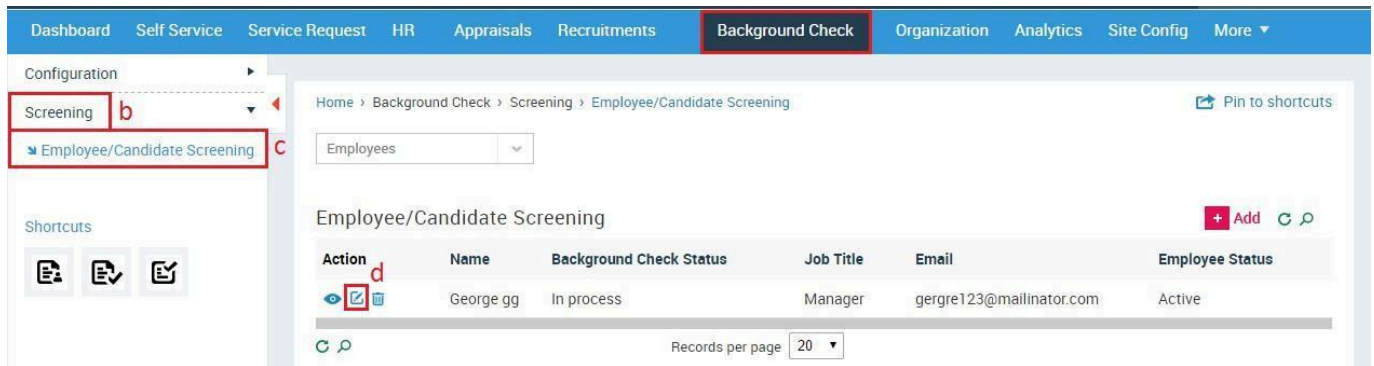 Dashboard Self Service Service Request HR Appraisals Recruitments Background Check Organization Analytics Site Config More
Configuration
Screening b
Employee/Candidate Screening c
Shortcuts
Home › Background Check › Screening › Employee/Candidate Screening Pin to shortcuts
Employees
Employee/Candidate Screening + Add
Action Name Background Check Status Job Title Email Employee Status
d
George gg In process Manager gergre123@mailinator.com Active
Records per page 20